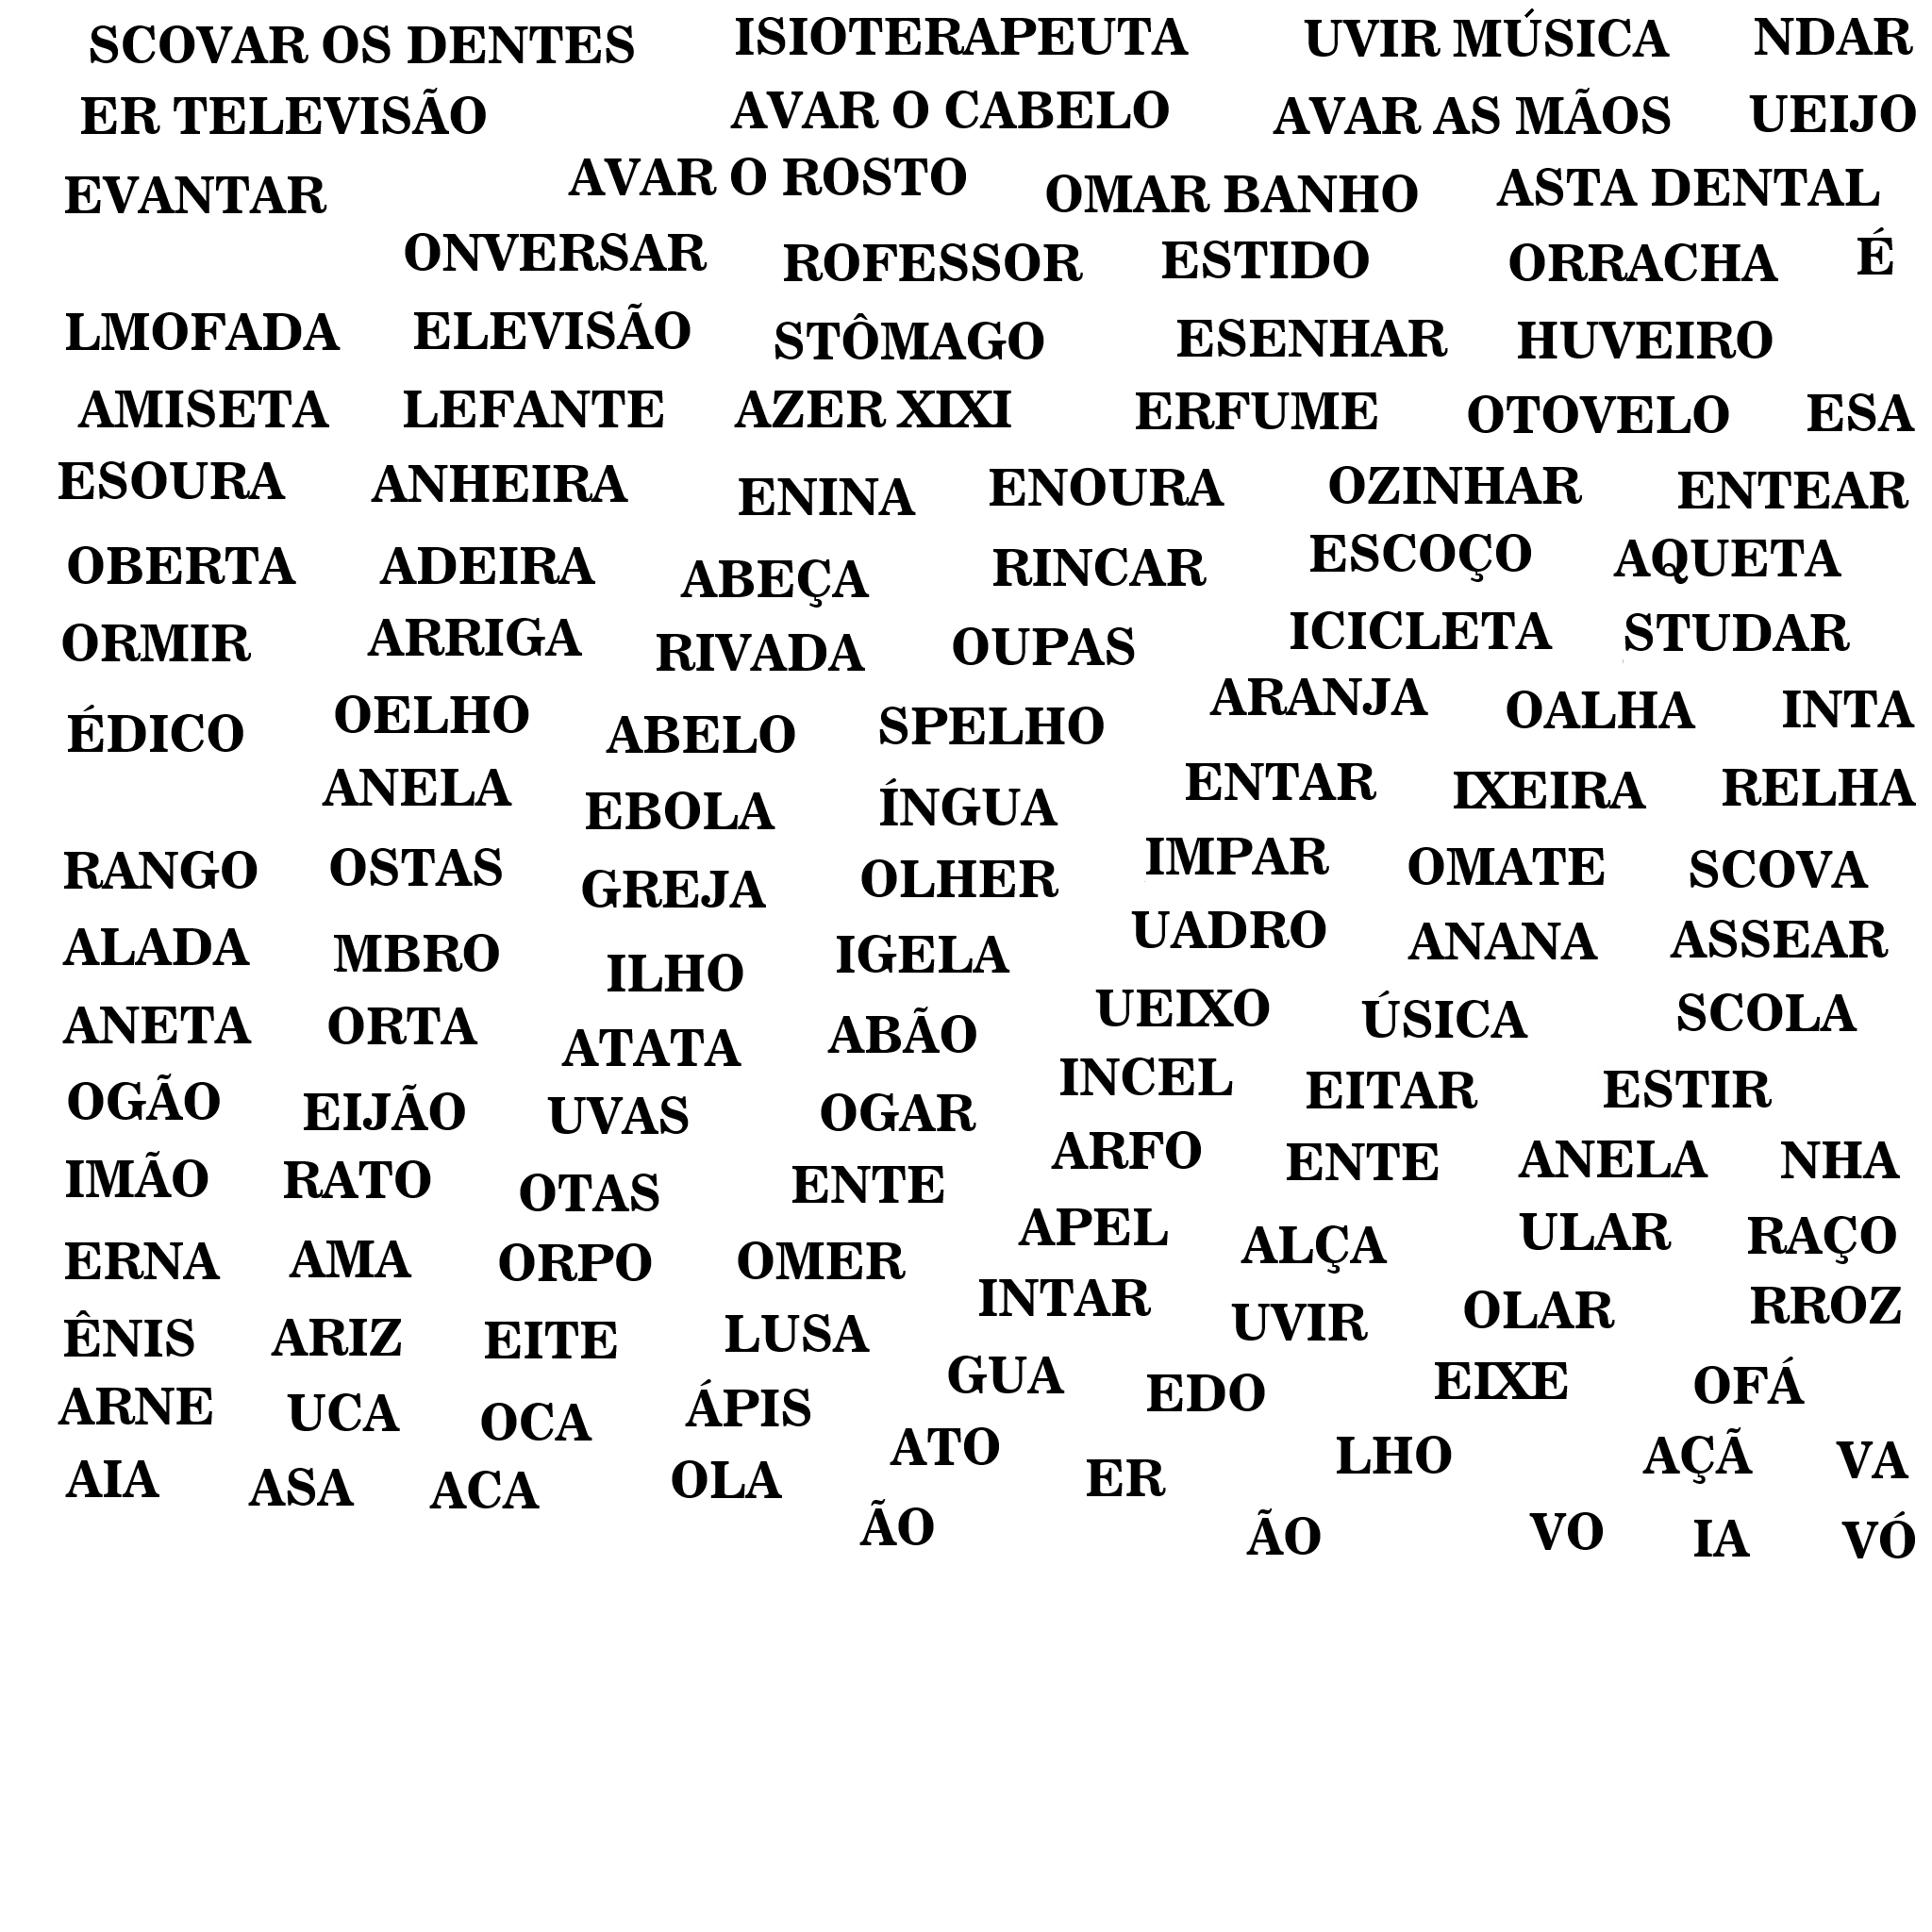 SCOVAR OS DENTES ISIOTERAPEUTA UVIR MÚSICA NDAR
ER TELEVISÃO AVAR O CABELO AVAR AS MÃOS UEIJO
EVANTAR AVAR O ROSTO OMAR BANHO ASTA DENTAL
ONVERSAR ROFESSOR ESTIDO ORRACHA É
LMOFADA ELEVISÃO STÔMAGO ESENHAR HUVEIRO
AMISETA LEFANTE AZER XIXI ERFUME OTOVELO ESA
ESOURA ANHEIRA ENINA ENOURA OZINHAR ENTEAR
OBERTA ADEIRA ABEÇA RINCAR ESCOÇO AQUETA
ORMIR ARRIGA RIVADA OUPAS ICICLETA STUDAR
ÉDICO OELHO ABELO SPELHO ARANJA OALHA INTA
ANELA EBOLA ÍNGUA ENTAR IXEIRA RELHA
RANGO OSTAS GREJA OLHER IMPAR OMATE SCOVA
ALADA MBRO ILHO IGELA UADRO ANANA ASSEAR
ANETA ORTA ATATA ABÃO UEIXO ÚSICA SCOLA
OGÃO EIJÃO UVAS OGAR INCEL EITAR ESTIR
IMÃO RATO OTAS ENTE ARFO ENTE ANELA NHA
ERNA AMA ORPO OMER APEL ALÇA ULAR RAÇO
ÊNIS ARIZ EITE LUSA INTAR UVIR OLAR RROZ
ARNE UCA OCA ÁPIS GUA EDO EIXE OFÁ
AIA ASA ACA OLA ATO ER LHO AÇÃ VA
ÃO ÃO VO IA VÓ